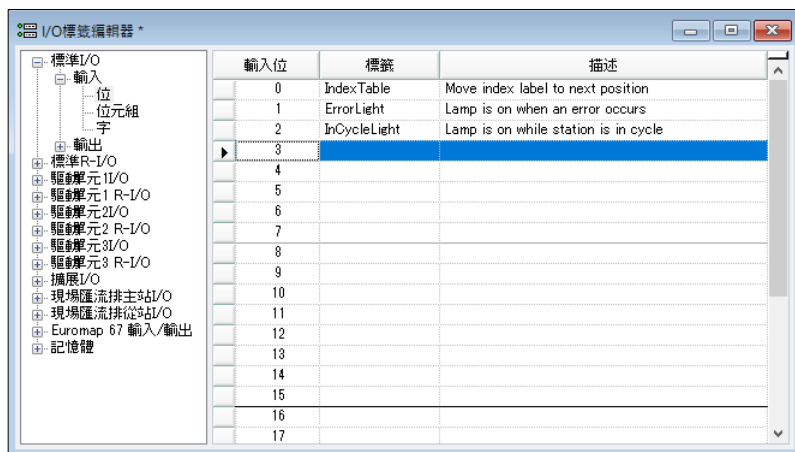 I/O標籤編輯器 *
標準I/O
輸入
位
位元組
字
輸出
標準R-I/O
驅動單元1I/O
驅動單元1 R-I/O
驅動單元2I/O
驅動單元2 R-I/O
驅動單元3I/O
驅動單元3 R-I/O
擴展I/O
現場匯流排主站I/O
現場匯流排從站I/O
Euromap 67 輸入/輸出
記憶體
輸入位 標籤 描述
0 IndexTable Move index label to next position
1 ErrorLight Lamp is on when an error occurs
2 InCycleLight Lamp is on while station is in cycle
3
4
5
6
7
8
9
10
11
12
13
14
15
16
17